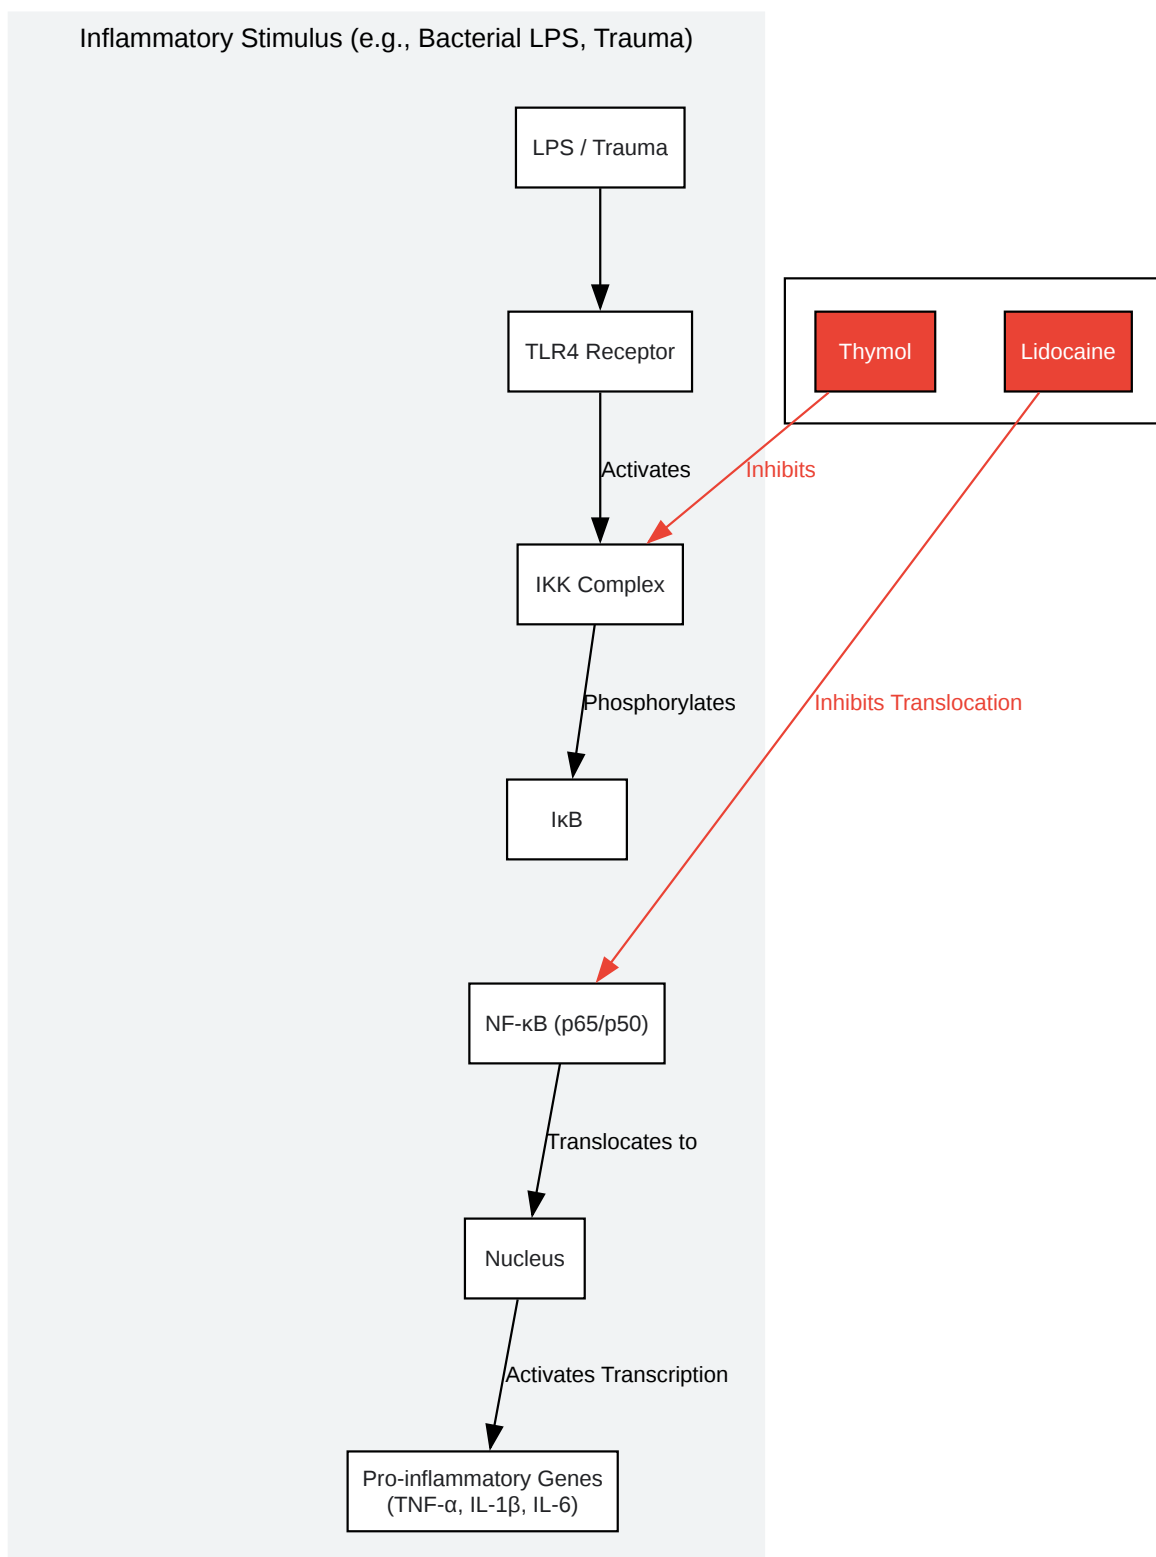 Inflammatory Stimulus (e.g., Bacterial LPS, Trauma)
LPS / Trauma
TLR4 Receptor
Thymol
Lidocaine
Activates
Inhibits
IKK Complex
Phosphorylates
Inhibits Translocation
IκB
NF-κB (p65/p50)
Translocates to
Nucleus
Activates Transcription
Pro-inflammatory Genes
(TNF-α, IL-1β, IL-6)